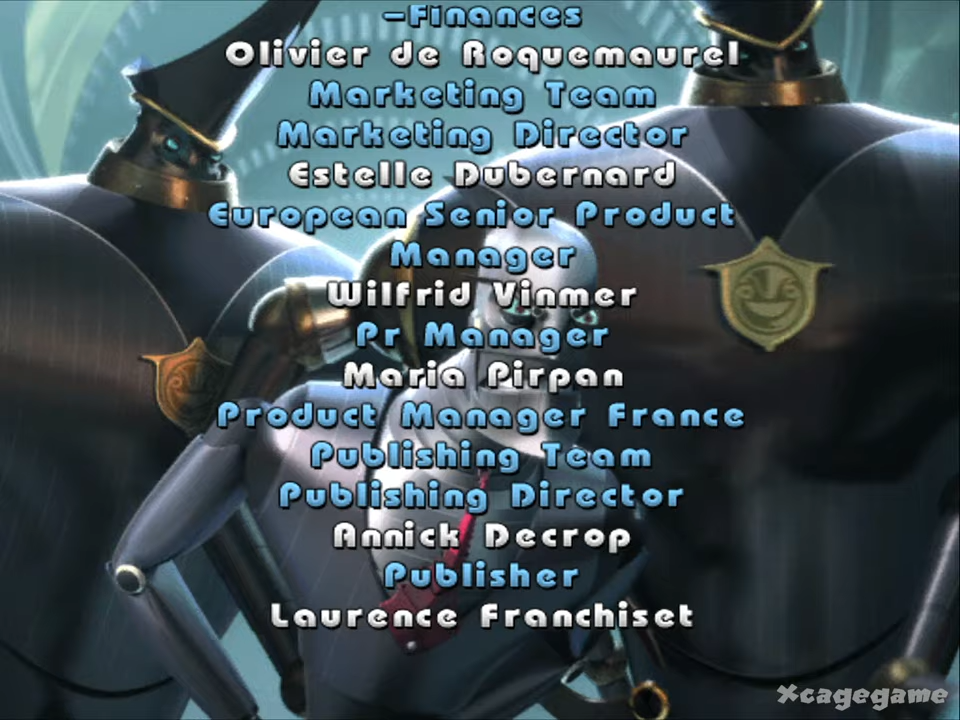 -Finances
Olivier de Roquemaurel
Marketing Team
Marketing Director
Estelle Dubernard
European Senior Product
Manager
Wilfrid Vinmer
Pr Manager
Maria Pirpan
Product Manager France
Publishing Team
Publishing Director
Annick Decrop
Publisher
Laurence Franchiset
Xcagegame